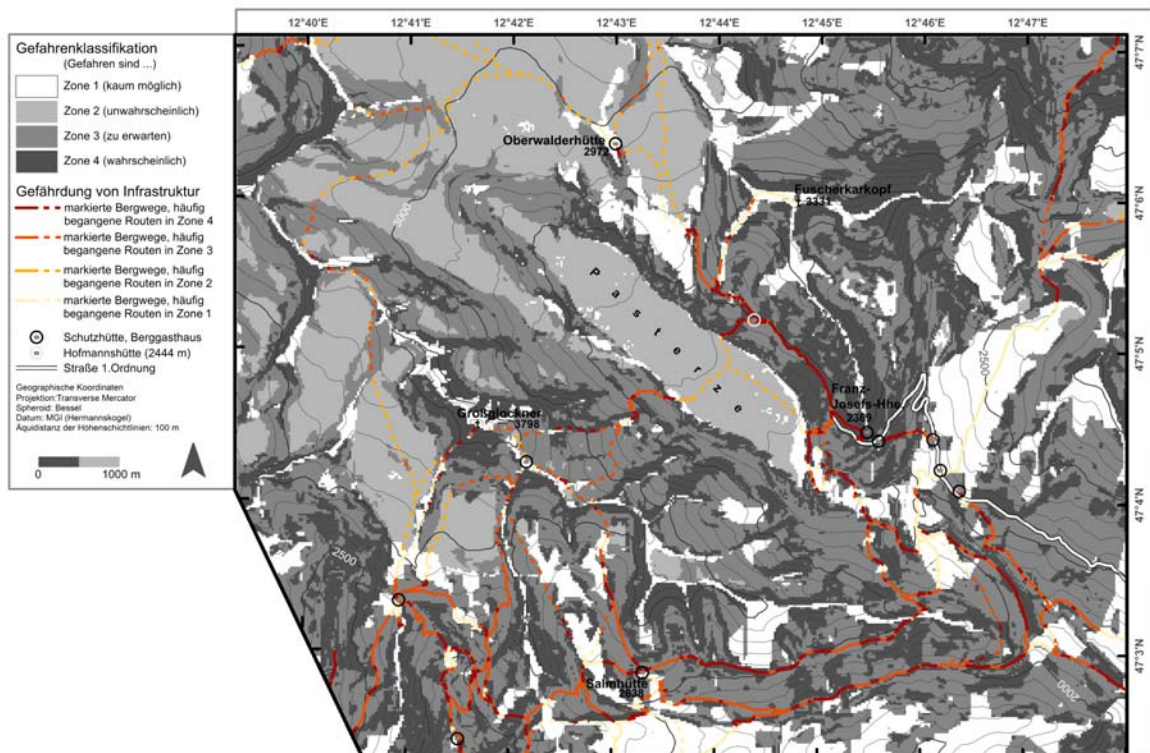 12°40'E 12°41'E 12°42'E 12°43'E 12°44'E 12°45'E 12°46'E 12°47'E
Gefahrenklassifikation
(Gefahren sind ...)
Zone 1 (kaum möglich)
Zone 2 (unwahrscheinlich)
Zone 3 (zu erwarten)
Zone 4 (wahrscheinlich)
Gefährdung von Infrastruktur
markierte Bergwege, häufig
begangene Routen in Zone 4
markierte Bergwege, häufig
begangene Routen in Zone 3
markierte Bergwege, häufig
begangene Routen in Zone 2
markierte Bergwege, häufig
begangene Routen in Zone 1
Schutzhütte, Berggasthaus
Hofmannshütte (2444 m)
Straße 1.Ordnung
Geographische Koordinaten
Projektion:Transverse Mercator
Spheroid: Bessel
Datum: MGI (Hermannskogel)
Äquidistanz der Höhenschichtlinien: 100 m
0 1000 m
47°7'N
47°6'N
47°5'N
47°4'N
47°3'N
Oberwalderhütte
2972
3000
Fuscherkarkopf
3331
Pasterze
2500
Franz-
Josefs-Hhe.
2369
Großglockner
3798
2500
Salmhütte
2638
2000